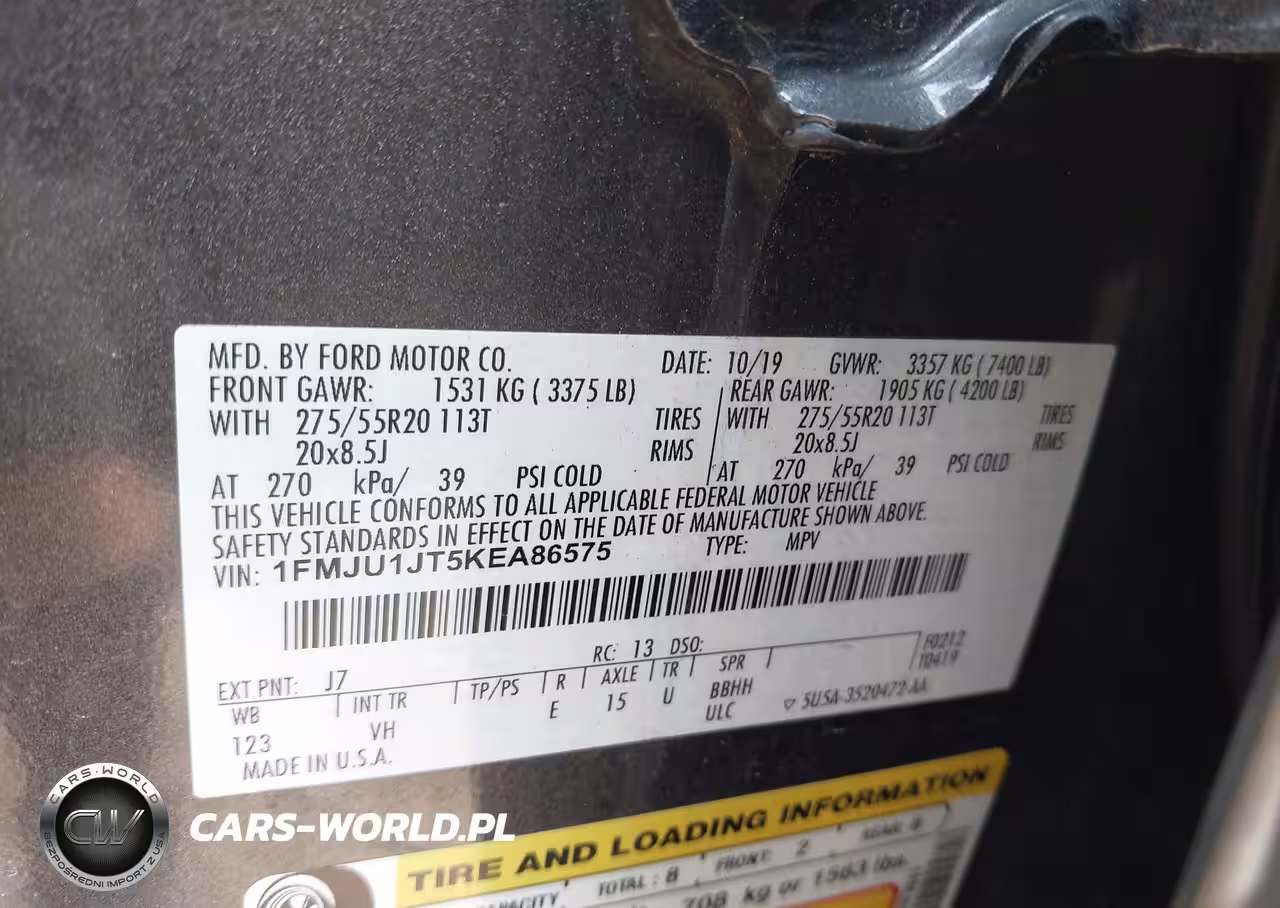 MFD. BY FORD MOTOR CO. DATE: 10/19 GVWR: 3357 KG ( 7400 LB)
FRONT GAWR: 1531 KG ( 3375 LB) REAR GAWR: 1905 KG ( 4200 LB)
WITH 275/55R20 113T TIRES WITH 275/55R20 113T TIRES
20x8.5J RIMS 20x8.5J RIMS
AT 270 kPa/ 39 PSI COLD AT 270 kPa/ 39 PSI COLD
THIS VEHICLE CONFORMS TO ALL APPLICABLE FEDERAL MOTOR VEHICLE
SAFETY STANDARDS IN EFFECT ON THE DATE OF MANUFACTURE SHOWN ABOVE.
VIN: 1FMJU1JT5KEA86575 TYPE: MPV
F0212
EXT PNT: J7 RC: 13 DSO: T0419
WB INT TR TP/PS R AXLE TR SPR
123 VH E 15 U BBHH
ULC ▽ 5U5A-3520472-AA
MADE IN U.S.A.
TIRE AND LOADING INFORMATION
TOTAL : 8 FRONT: 2
708 kg or 1563 lbs.
CARS-WORLD
CW
BEZPOŚREDNI IMPORT Z USA
CARS-WORLD.PL